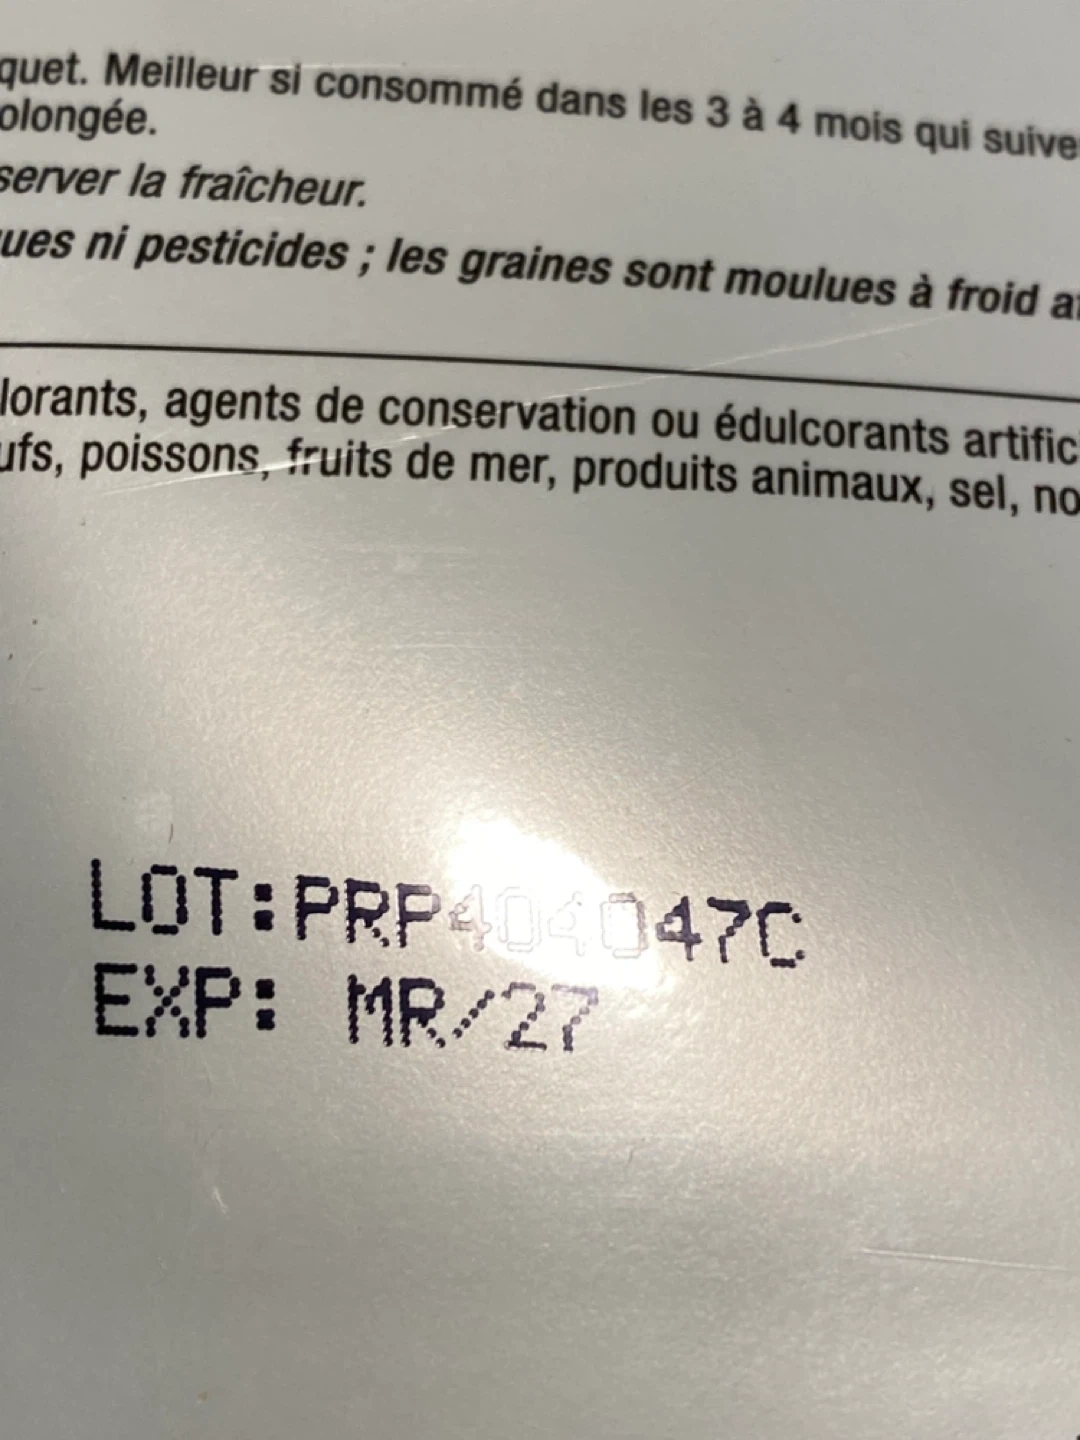 quet. Meilleur si consommé dans les 3 à 4 mois qui suive
olongée.
server la fraîcheur.
ues ni pesticides ; les graines sont moulues à froid
lorants, agents de conservation ou édulcorants artific
ufs, poissons, fruits de mer, produits animaux, sel, no
LOT:PRP404047C
EXP: MR/27